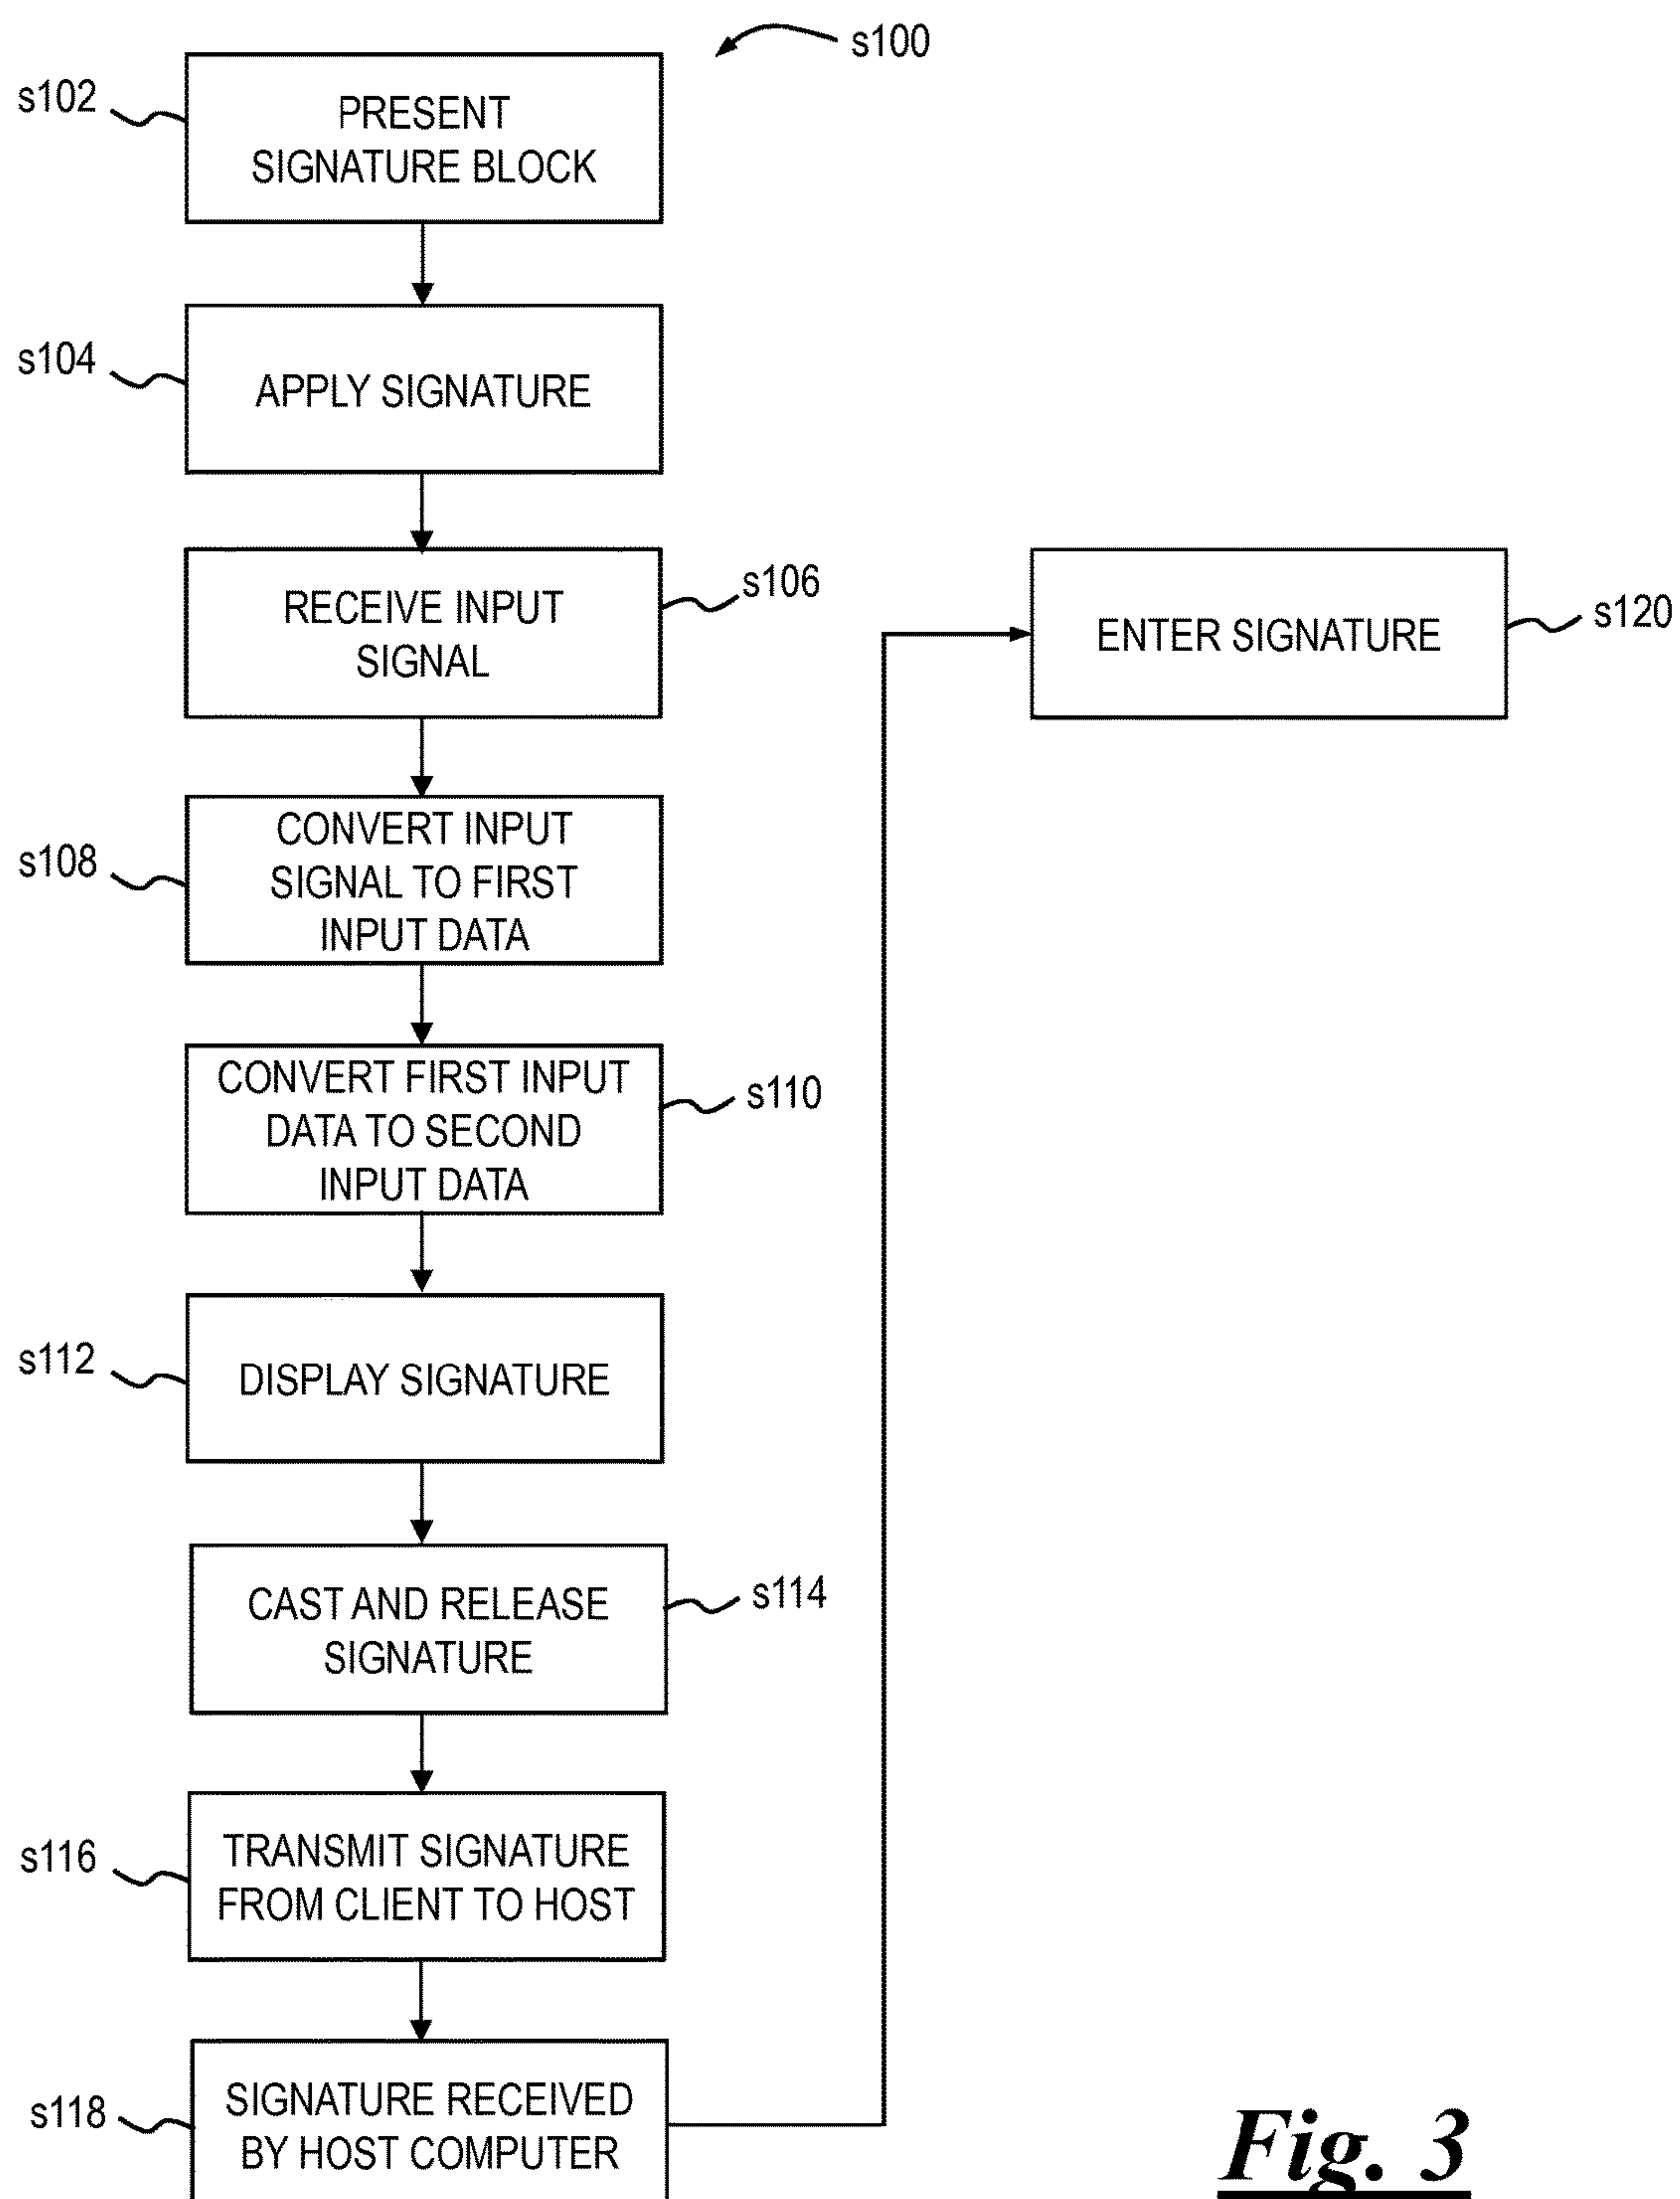 s100
s102
PRESENT
SIGNATURE BLOCK
s104
APPLY SIGNATURE
RECEIVE INPUT
SIGNAL
s106
s108
CONVERT INPUT
SIGNAL TO FIRST
INPUT DATA
CONVERT FIRST INPUT
DATA TO SECOND
INPUT DATA
s110
s112
DISPLAY SIGNATURE
CAST AND RELEASE
SIGNATURE
s114
s116
TRANSMIT SIGNATURE
FROM CLIENT TO HOST
s118
SIGNATURE RECEIVED
BY HOST COMPUTER
ENTER SIGNATURE
s120
Fig. 3